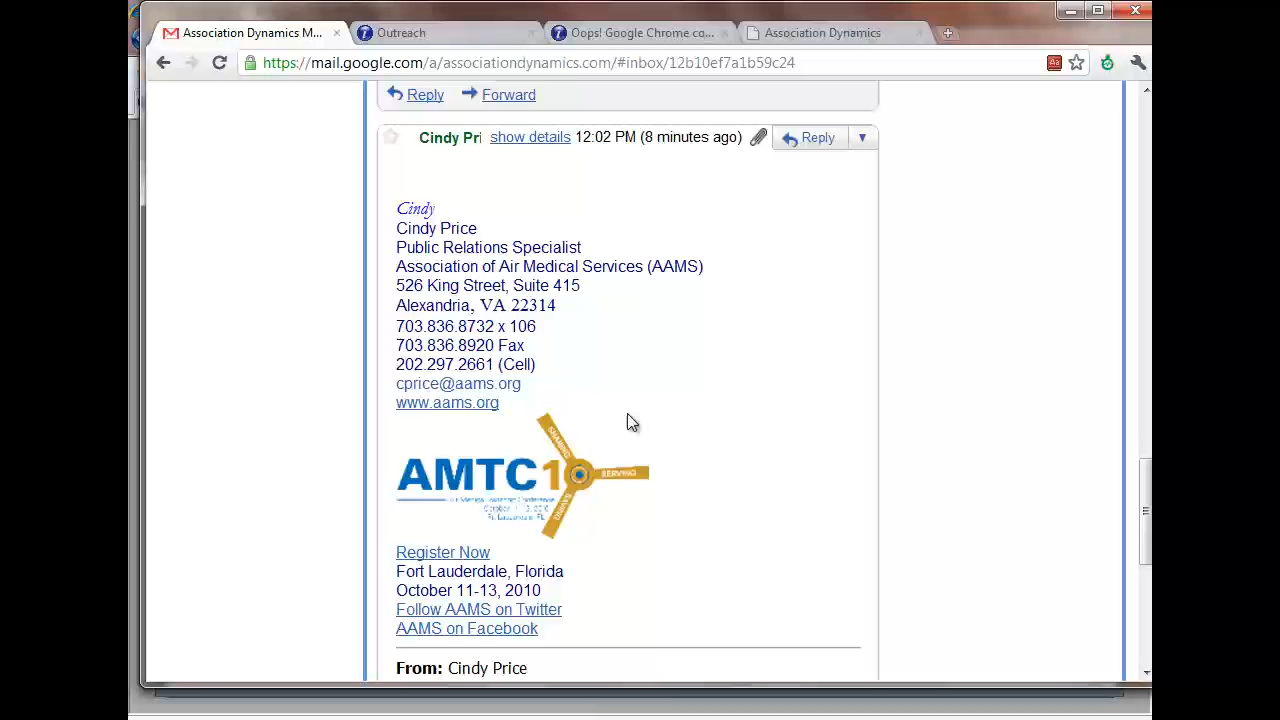 Association Dynamics M...
Outreach
Oops! Google Chrome co...
Association Dynamics
https://mail.google.com/a/associationdynamics.com/#inbox/12b10ef7a1b59c24
Reply Forward
Cindy Pri show details 12:02 PM (8 minutes ago) Reply
Cindy
Cindy Price
Public Relations Specialist
Association of Air Medical Services (AAMS)
526 King Street, Suite 415
Alexandria, VA 22314
703.836.8732 x 106
703.836.8920 Fax
202.297.2661 (Cell)
cprice@aams.org
www.aams.org
SHARING
AMTC10 SERVING
SAVING
Register Now
Fort Lauderdale, Florida
October 11-13, 2010
Follow AAMS on Twitter
AAMS on Facebook
From: Cindy Price